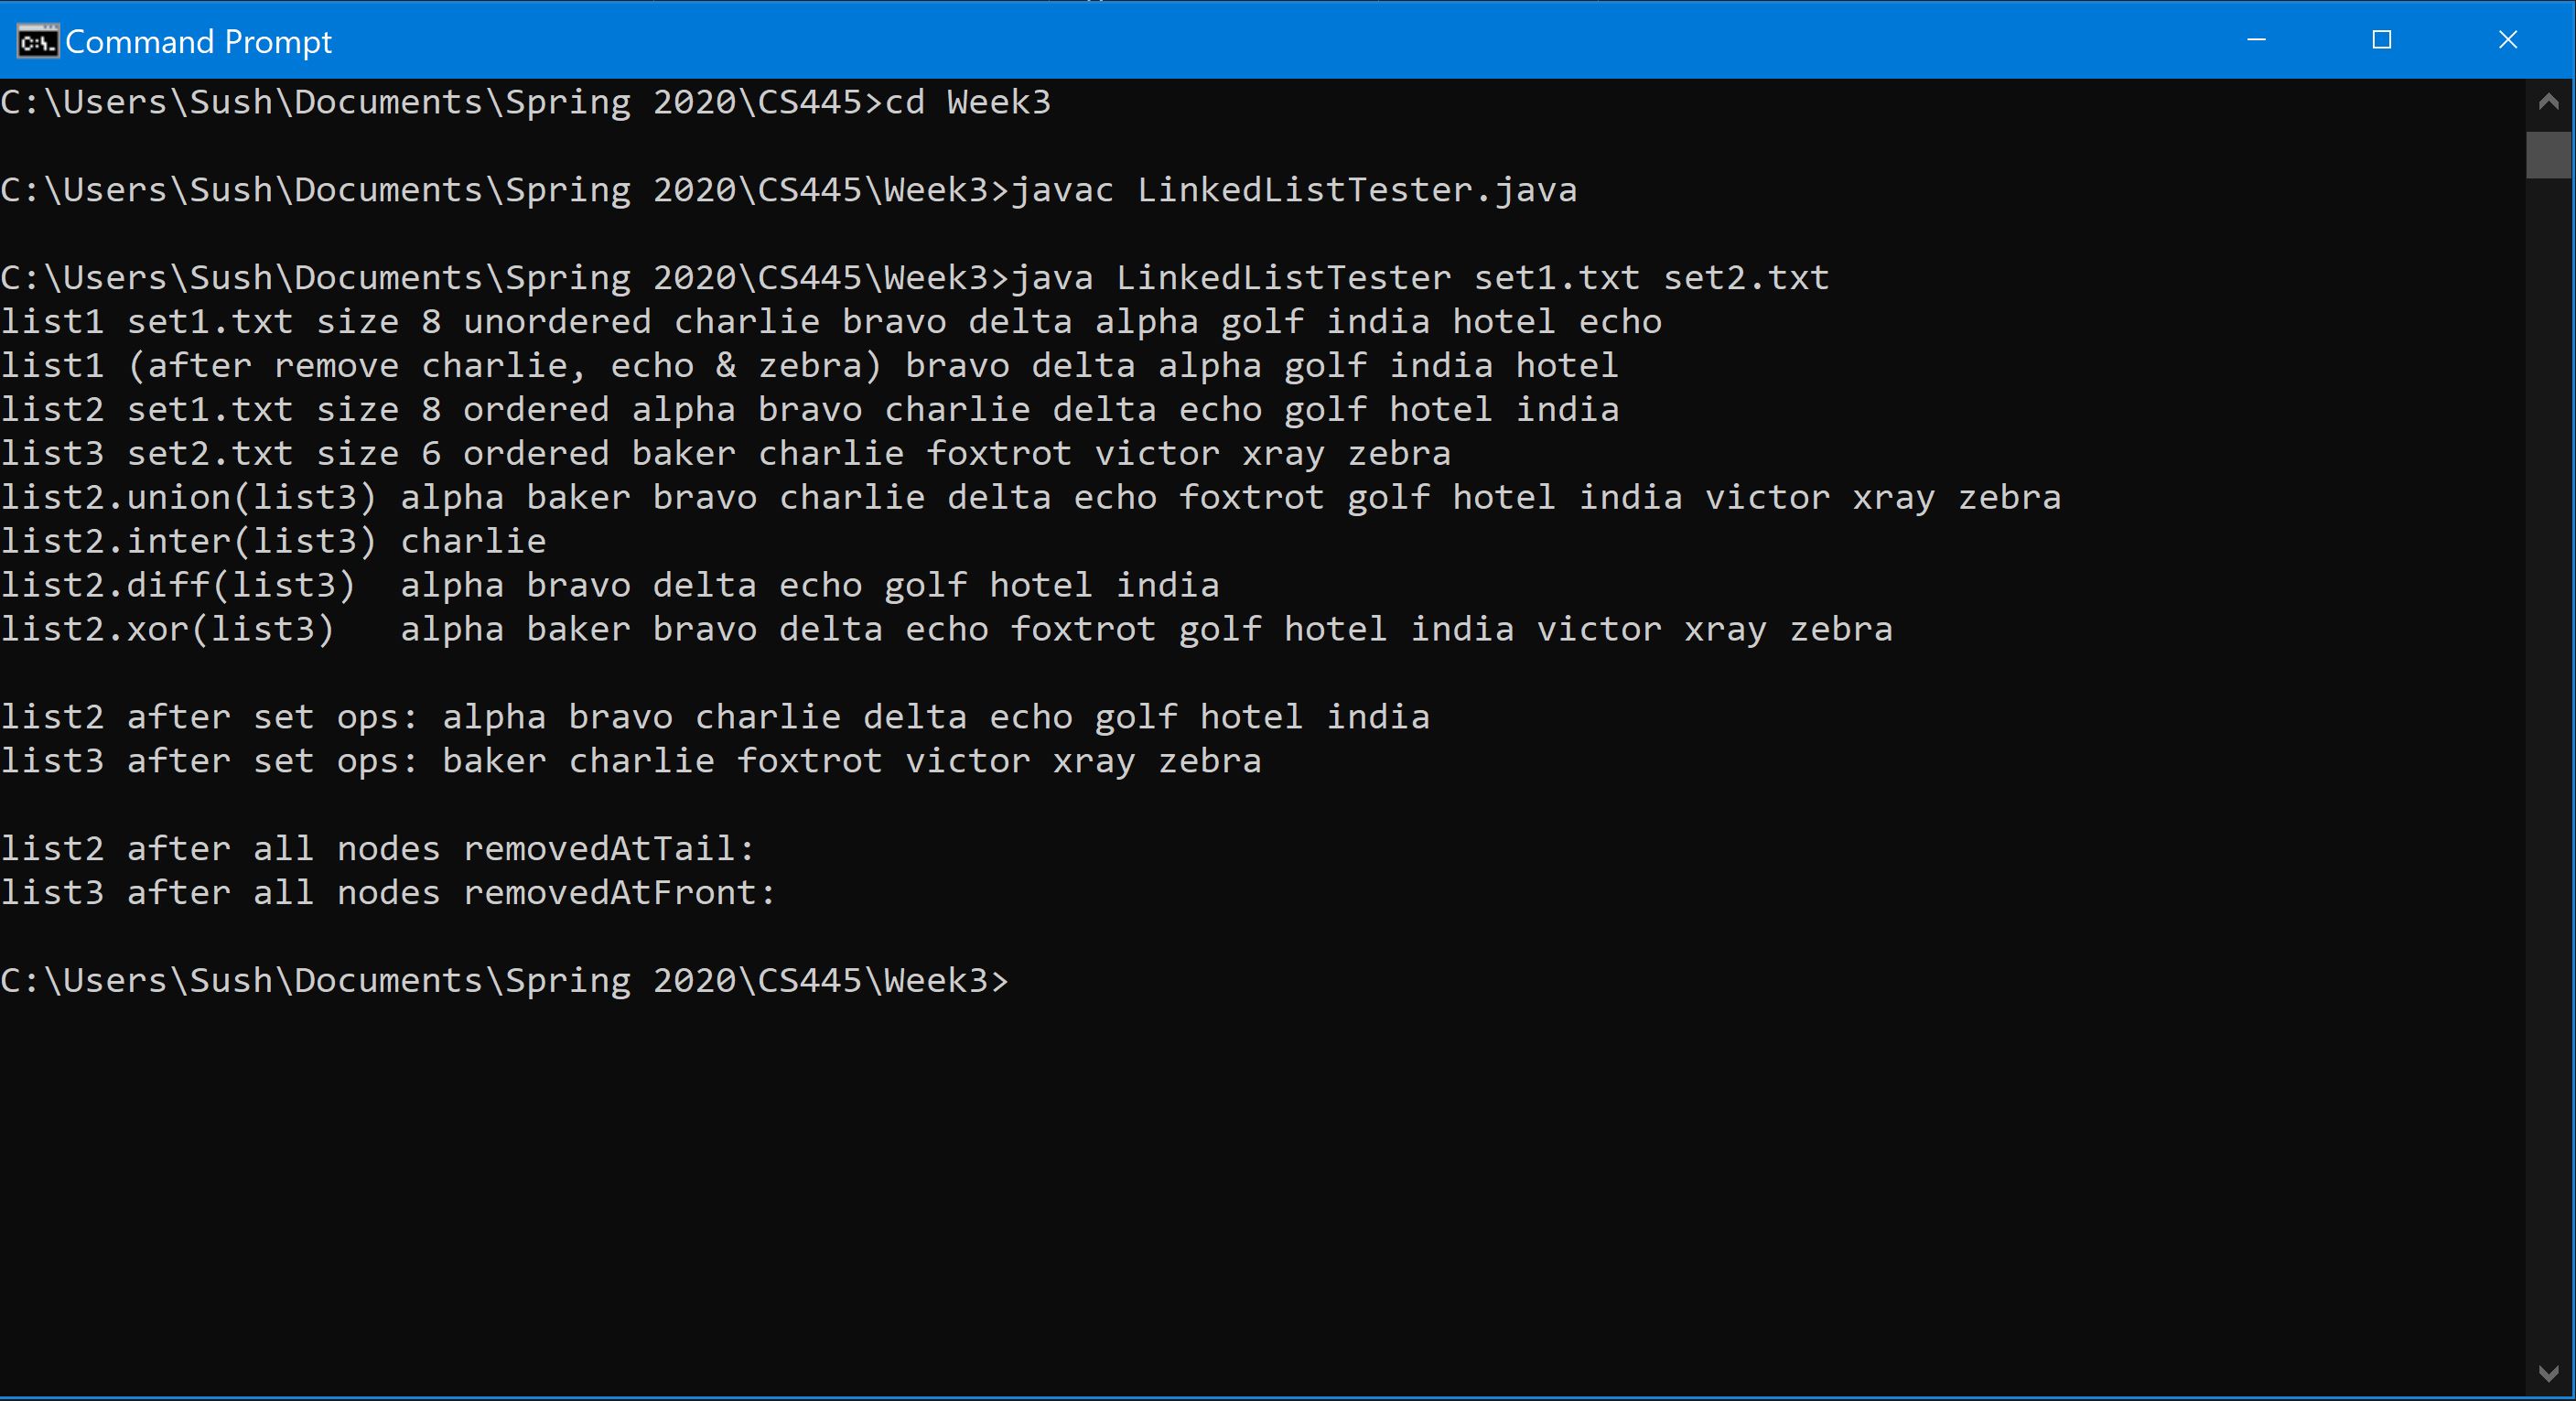 Command Prompt
C:\Users\Sush\Documents\Spring 2020\CS445>cd Week3
C:\Users\Sush\Documents\Spring 2020\CS445\Week3>javac LinkedListTester.java
C:\Users\Sush\Documents\Spring 2020\CS445\Week3>java LinkedListTester set1.txt set2.txt
list1 set1.txt size 8 unordered charlie bravo delta alpha golf india hotel echo
list1 (after remove charlie, echo & zebra) bravo delta alpha golf india hotel
list2 set1.txt size 8 ordered alpha bravo charlie delta echo golf hotel india
list3 set2.txt size 6 ordered baker charlie foxtrot victor xray zebra
list2.union(list3) alpha baker bravo charlie delta echo foxtrot golf hotel india victor xray zebra
list2.inter(list3) charlie
list2.diff(list3)  alpha bravo delta echo golf hotel india
list2.xor(list3)   alpha baker bravo delta echo foxtrot golf hotel india victor xray zebra
list2 after set ops: alpha bravo charlie delta echo golf hotel india
list3 after set ops: baker charlie foxtrot victor xray zebra
list2 after all nodes removedAtTail:
list3 after all nodes removedAtFront:
C:\Users\Sush\Documents\Spring 2020\CS445\Week3>